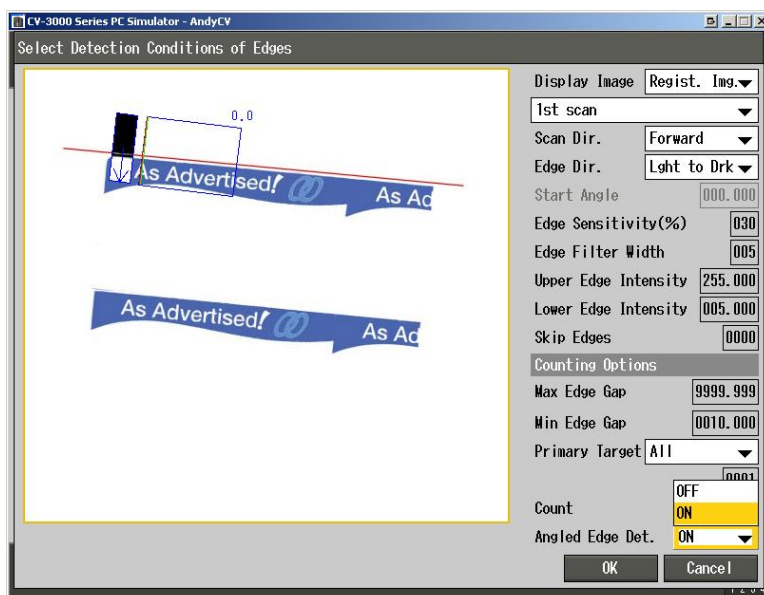 CV-3000 Series PC Simulator - AndyCV
Select Detection Conditions of Edges
0.0
As Advertised!
As Ad
As Advertised!
As Ad
Display Image Regist. Img.
1st scan
Scan Dir. Forward
Edge Dir. Lght to Drk
Start Angle 000.000
Edge Sensitivity(%) 030
Edge Filter Width 005
Upper Edge Intensity 255.000
Lower Edge Intensity 005.000
Skip Edges 0000
Counting Options
Max Edge Gap 9999.999
Min Edge Gap 0010.000
Primary Target All
0001
OFF
Count ON
Angled Edge Det. ON
OK Cancel